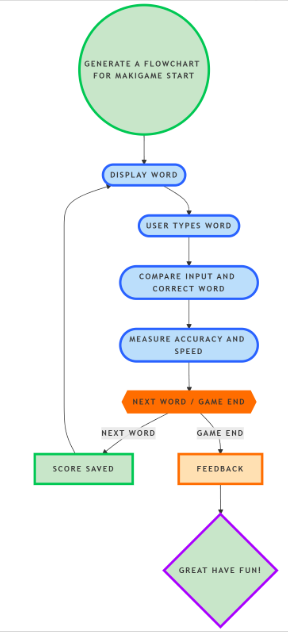 GENERATE A FLOWCHART
FOR MAKIGAME START
DISPLAY WORD
USER TYPES WORD
COMPARE INPUT AND
CORRECT WORD
MEASURE ACCURACY AND
SPEED
NEXT WORD / GAME END
NEXT WORD
GAME END
SCORE SAVED
FEEDBACK
GREAT HAVE FUN!